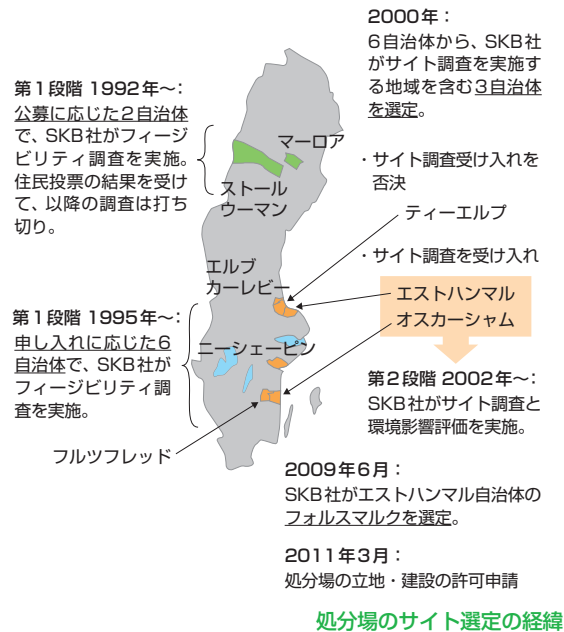 第1段階 1992年～：
公募に応じた2自治体
で、SKB社がフィージ
ビリティ調査を実施。
住民投票の結果を受け
て、以降の調査は打ち
切り。
マーロア
ストール
ウーマン
第1段階 1995年～：
申し入れに応じた6
自治体で、SKB社が
フィージビリティ調
査を実施。
エルブ
カーレビー
ニーシェーピン
フルツフレッド
2000年：
6自治体から、SKB社
がサイト調査を実施す
る地域を含む3自治体
を選定。
・サイト調査受け入れを
否決
ティーエルプ
・サイト調査を受け入れ
エストハンマル
オスカーシャム
第2段階 2002年～：
SKB社がサイト調査と
環境影響評価を実施。
2009年6月：
SKB社がエストハンマル自治体の
フォルスマルクを選定。
2011年3月：
処分場の立地・建設の許可申請
処分場のサイト選定の経緯